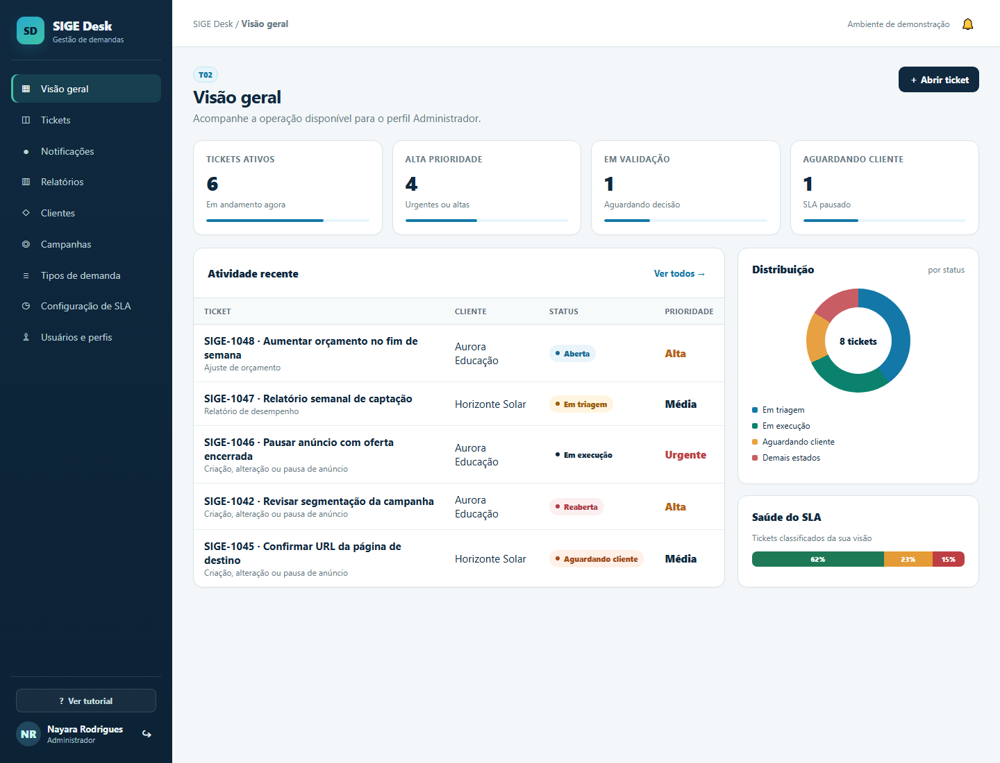 SD
SIGE Desk
Gestão de demandas
Visão geral
Tickets
Notificações
Relatórios
Clientes
Campanhas
Tipos de demanda
Configuração de SLA
Usuários e perfis
? Ver tutorial
NR
Nayara Rodrigues
Administrador
SIGE Desk / Visão geral
Ambiente de demonstração
T02
Visão geral
Acompanhe a operação disponível para o perfil Administrador.
+ Abrir ticket
TICKETS ATIVOS
6
Em andamento agora
ALTA PRIORIDADE
4
Urgentes ou altas
EM VALIDAÇÃO
1
Aguardando decisão
AGUARDANDO CLIENTE
1
SLA pausado
Atividade recente
Ver todos →
TICKET CLIENTE STATUS PRIORIDADE
SIGE-1048 · Aumentar orçamento no fim de
semana
Ajuste de orçamento
Aurora
Educação
Aberta
Alta
SIGE-1047 · Relatório semanal de captação
Relatório de desempenho
Horizonte Solar
Em triagem
Média
SIGE-1046 · Pausar anúncio com oferta
encerrada
Criação, alteração ou pausa de anúncio
Aurora
Educação
Em execução
Urgente
SIGE-1042 · Revisar segmentação da campanha
Criação, alteração ou pausa de anúncio
Aurora
Educação
Reaberta
Alta
SIGE-1045 · Confirmar URL da página de
destino
Criação, alteração ou pausa de anúncio
Horizonte Solar
Aguardando cliente
Média
Distribuição
por status
8 tickets
Em triagem
Em execução
Aguardando cliente
Demais estados
Saúde do SLA
Tickets classificados da sua visão
62% 23% 15%